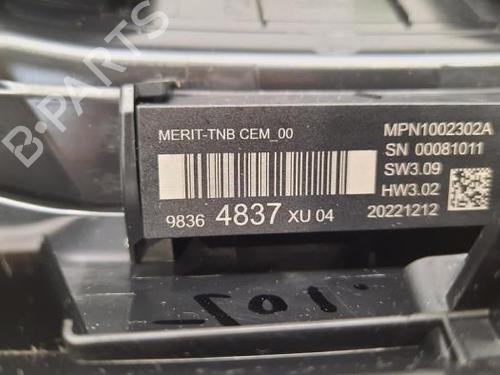 MERIT-TNB CEM_00
MPN1002302A
SN 00081011
SW3.09
HW3.02
9836 4837 XU 04
20221212
B-PARTS